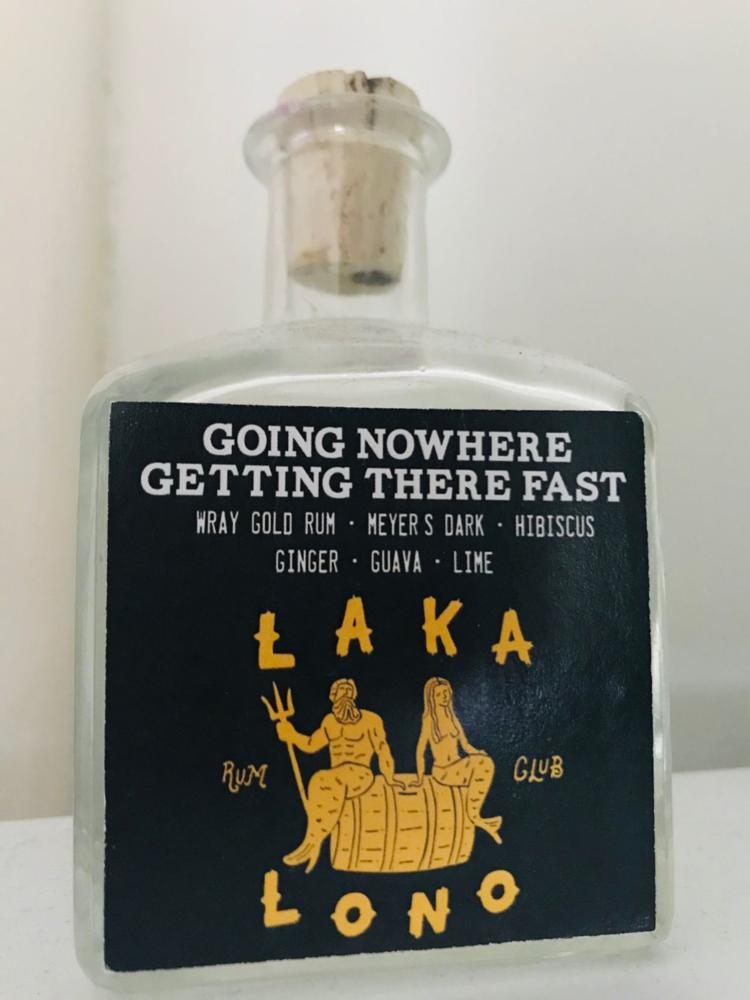 GOING NOWHERE
GETTING THERE FAST
WRAY GOLD RUM · MEYER S DARK · HIBISCUS
GINGER · GUAVA · LIME
ŁAKA
RUM CLUB
ŁONO